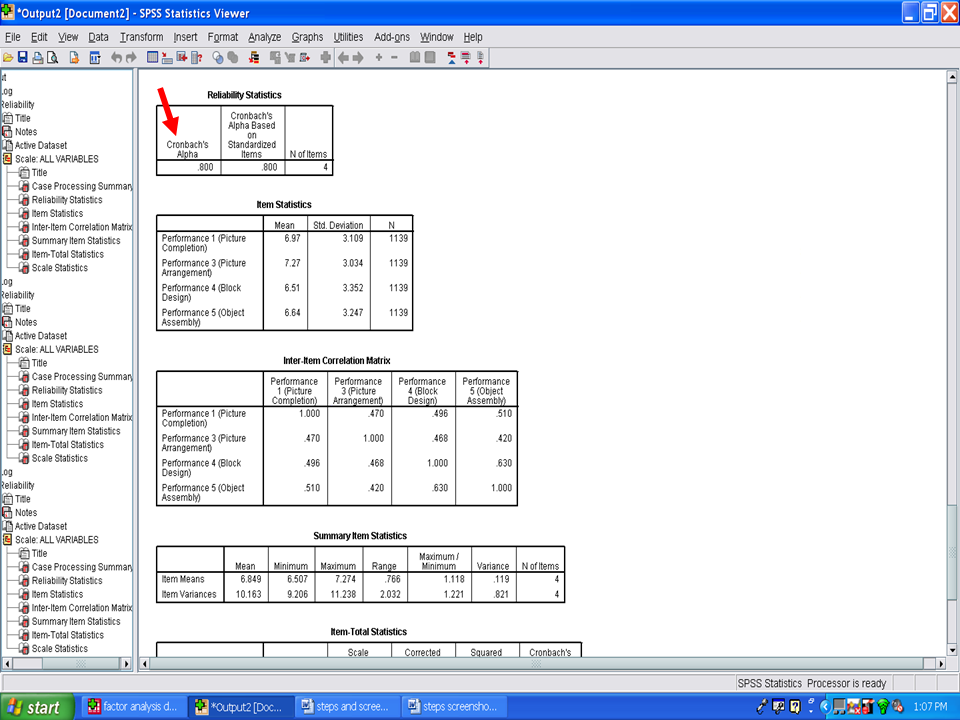 *Output2 [Document2] - SPSS Statistics Viewer
File Edit View Data Transform Insert Format Analyze Graphs Utilities Add-ons Window Help
Reliability
Title
Notes
Active Dataset
Scale: ALL VARIABLES
Title
Case Processing Summary
Reliability Statistics
Item Statistics
Inter-Item Correlation Matrix
Summary Item Statistics
Item-Total Statistics
Scale Statistics
Log
Reliability
Title
Notes
Active Dataset
Scale: ALL VARIABLES
Title
Case Processing Summary
Reliability Statistics
Item Statistics
Inter-Item Correlation Matrix
Summary Item Statistics
Item-Total Statistics
Scale Statistics
Log
Reliability
Title
Notes
Active Dataset
Scale: ALL VARIABLES
Title
Case Processing Summary
Reliability Statistics
Item Statistics
Inter-Item Correlation Matrix
Summary Item Statistics
Item-Total Statistics
Scale Statistics
Reliability Statistics
Cronbach's Alpha Cronbach's Alpha Based on Standardized Items N of Items
.800 .800 4
Item Statistics
Mean Std. Deviation N
Performance 1 (Picture Completion) 6.97 3.109 1139
Performance 3 (Picture Arrangement) 7.27 3.034 1139
Performance 4 (Block Design) 6.51 3.352 1139
Performance 5 (Object Assembly) 6.64 3.247 1139
Inter-Item Correlation Matrix
Performance 1 (Picture Completion) Performance 3 (Picture Arrangement) Performance 4 (Block Design) Performance 5 (Object Assembly)
Performance 1 (Picture Completion) 1.000 .470 .496 .510
Performance 3 (Picture Arrangement) .470 1.000 .468 .420
Performance 4 (Block Design) .496 .468 1.000 .630
Performance 5 (Object Assembly) .510 .420 .630 1.000
Summary Item Statistics
Mean Minimum Maximum Range Maximum / Minimum Variance N of Items
Item Means 6.849 6.507 7.274 .766 1.118 .119 4
Item Variances 10.163 9.206 11.238 2.032 1.221 .821 4
Item-Total Statistics
Scale Corrected Squared Cronbach's
SPSS Statistics Processor is ready
start factor analysis d... *Output2 [Doc... steps and scree... steps screensho... 1:07 PM